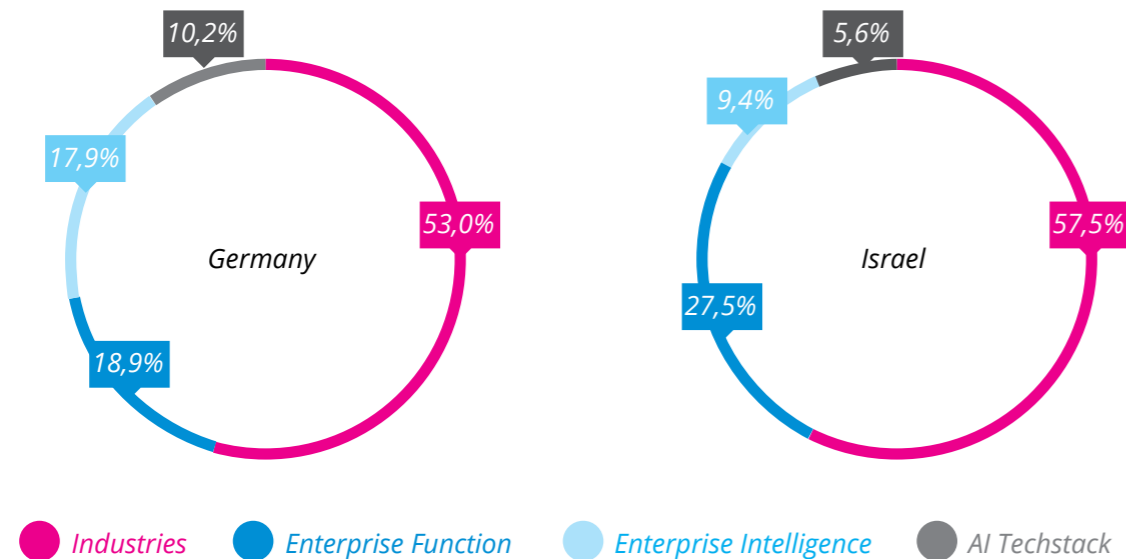 10,2%
17,9%
53,0%
Germany
18,9%
5,6%
9,4%
57,5%
Israel
27,5%
Industries
Enterprise Function
Enterprise Intelligence
AI Techstack